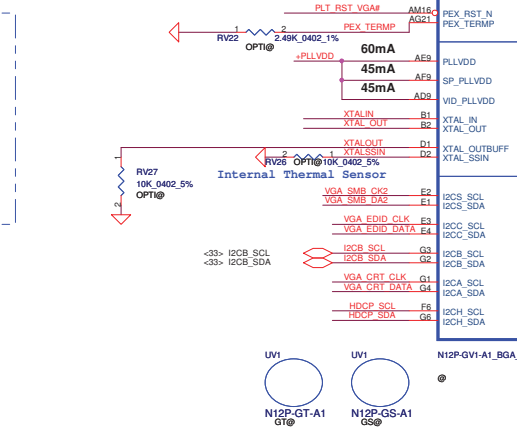 PLT_RST_VGA# AM16 PEX_RST_N
RV22 1 2 2.49K_0402_1% PEX_TERMP AG21 PEX_TERMP
OPTI@
60mA
+PLLVDD AE9 PLLVDD
45mA
AF9 SP_PLLVDD
45mA
AD9 VID_PLLVDD
XTALIN B1 XTAL_IN
XTAL_OUT B2 XTAL_OUT
XTALOUT D1 XTAL_OUTBUFF
XTALSSIN D2 XTAL_SSIN
RV26 2 1 OPTI@10K_0402_5%
1 RV27
10K_0402_5%
OPTI@
2
Internal Thermal Sensor
VGA_SMB_CK2 E2 I2CS_SCL
VGA_SMB_DA2 E1 I2CS_SDA
VGA_EDID_CLK E3 I2CC_SCL
VGA_EDID_DATA E4 I2CC_SDA
<33> I2CB_SCL I2CB_SCL G3 I2CB_SCL
<33> I2CB_SDA I2CB_SDA G2 I2CB_SDA
VGA_CRT_CLK G1 I2CA_SCL
VGA_CRT_DATA G4 I2CA_SDA
HDCP_SCL F6 I2CH_SCL
HDCP_SDA G6 I2CH_SDA
UV1 UV1 N12P-GV1-A1_BGA_
@
N12P-GT-A1 N12P-GS-A1
GT@ GS@